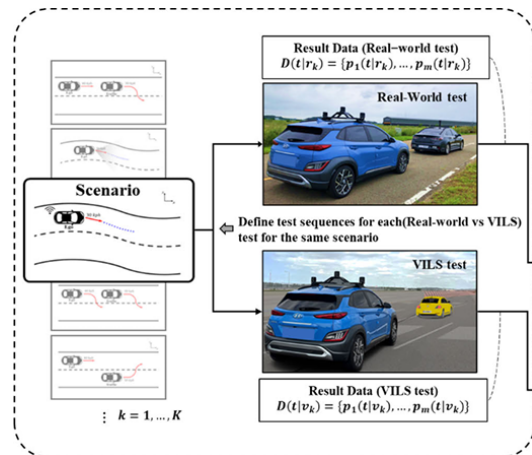 Result Data (Real-world test)
D(t|r_k) = {p_1(t|r_k), ..., p_m(t|r_k)}
Real-World test
Scenario
Ego
Define test sequences for each(Real-world vs VILS)
test for the same scenario
VILS test
Result Data (VILS test)
D(t|v_k) = {p_1(t|v_k), ..., p_m(t|v_k)}
⋮ k = 1, ..., K